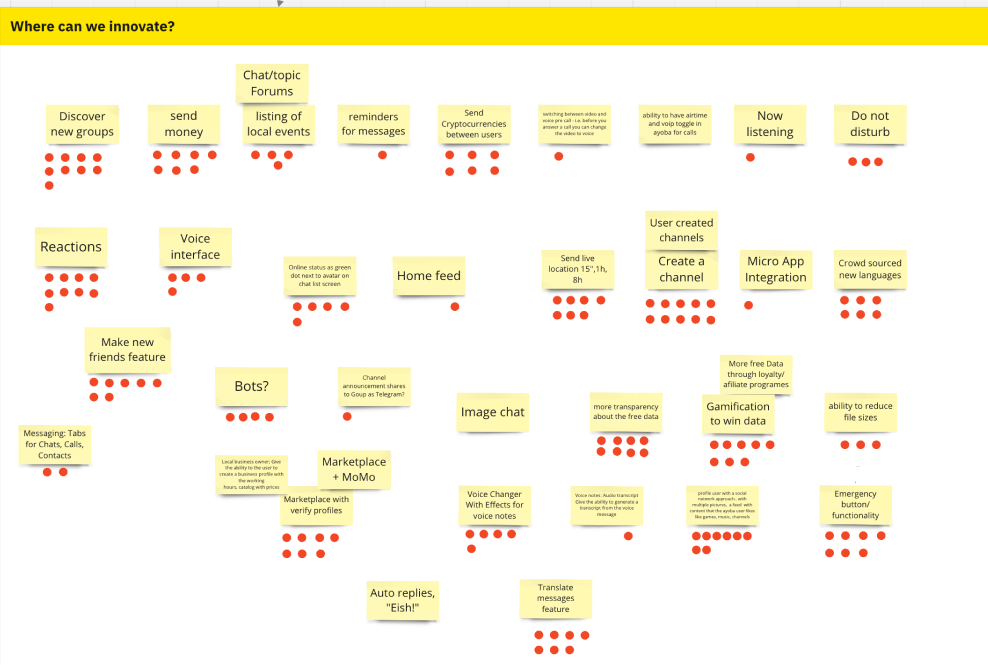 Where can we innovate?
Chat/topic
Forums
Discover
new groups
send
money
listing of
local events
reminders
for messages
Send
Cryptocurrencies
between users
switching between video and
voice pre call - i.e. before you
answer a call you can change
the video to voice
ability to have airtime
and voip toggle in
ayoba for calls
Now
listening
Do not
disturb
Reactions
Voice
interface
Online status as green
dot next to avatar on
chat list screen
Home feed
Send live
location 15",1h,
8h
User created
channels
Create a
channel
Micro App
Integration
Crowd sourced
new languages
Make new
friends feature
Bots?
Channel
announcement shares
to Goup as Telegram?
Image chat
more transparency
about the free data
More free Data
through loyalty/
afiliate programes
Gamification
to win data
ability to reduce
file sizes
Messaging: Tabs
for Chats, Calls,
Contacts
Local business owner: Give
the ability to the user to
create a business profile with
the working
hours, catalog with prices
Marketplace
+ MoMo
Marketplace with
verify profiles
Voice Changer
With Effects for
voice notes
Voice notes: Audio transcript
Give the ability to generate a
transcript from the voice
message
profile user with a social
network approach , with
multiple pictures, a feed with
content that the ayoba user likes
like games, music, channels
Emergency
button/
functionality
Auto replies,
"Eish!"
Translate
messages
feature